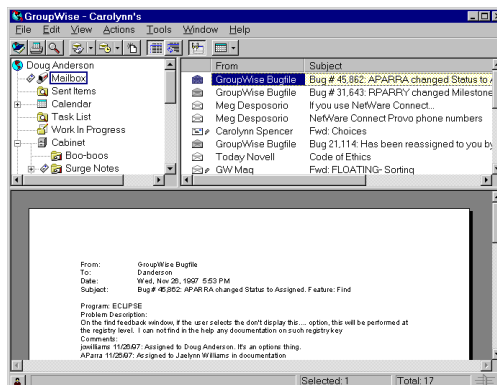 GroupWise - Carolynn's
File Edit View Actions Tools Window Help
Doug Anderson
Mailbox
Sent Items
Calendar
Task List
Work In Progress
Cabinet
Boo-boos
Surge Notes
From Subject
GroupWise Bugfile Bug # 45,862: APARRA changed Status to A
GroupWise Bugfile Bug # 31,643: RPARRY changed Milestone
Meg Desposorio If you use NetWare Connect...
Meg Desposorio NetWare Connect Provo phone numbers
Carolynn Spencer Fwd: Choices
GroupWise Bugfile Bug 21,114: Has been reassigned to you by
Today Novell Code of Ethics
GW Mag Fwd: FLOATING- Sorting
From: GroupWise Bugfile
To: Danderson
Date: Wed, Nov 26, 1997 5:53 PM
Subject: Bug # 45,862: APARRA changed Status to Assigned. Feature: Find
Program: ECLIPSE
Problem Description:
On the find feedback window, if the user selects the don't display this.... option, this will be performed at
the registry level. I can not find in the help any documentation on such registry key
Comments:
jowilliams 11/26/97: Assigned to Doug Anderson. It's an options thing.
AParra 11/26/97: Assigned to Jaelynn Williams in documentation
Selected: 1 Total: 17